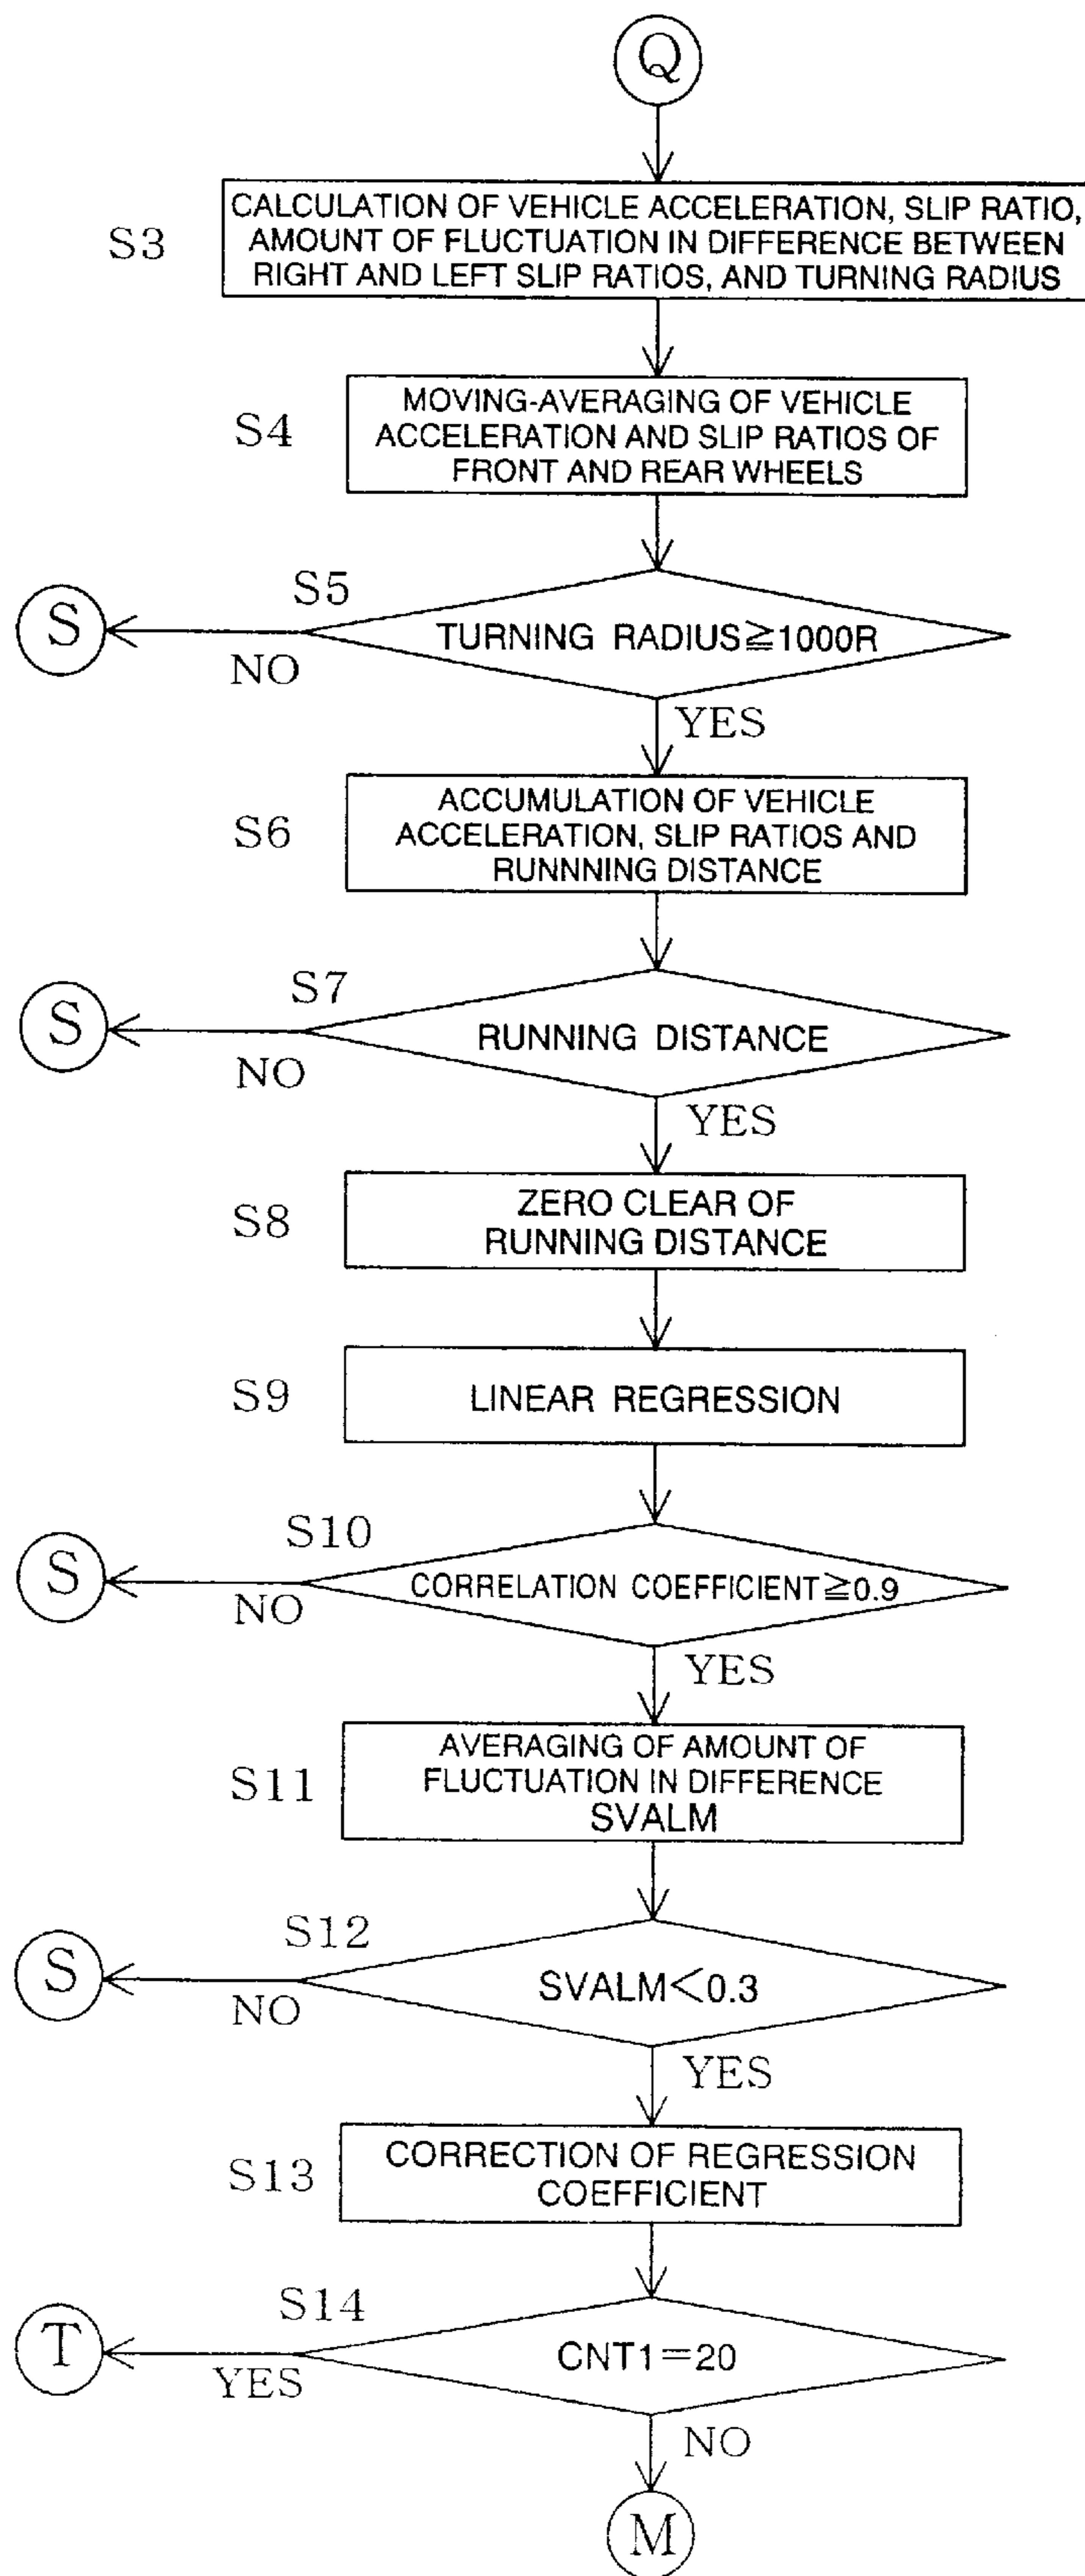 Q
S3
CALCULATION OF VEHICLE ACCELERATION, SLIP RATIO,
AMOUNT OF FLUCTUATION IN DIFFERENCE BETWEEN
RIGHT AND LEFT SLIP RATIOS, AND TURNING RADIUS
S4
MOVING-AVERAGING OF VEHICLE
ACCELERATION AND SLIP RATIOS OF
FRONT AND REAR WHEELS
S5
S
TURNING RADIUS≧1000R
NO
YES
S6
ACCUMULATION OF VEHICLE
ACCELERATION, SLIP RATIOS AND
RUNNNING DISTANCE
S7
S
RUNNING DISTANCE
NO
YES
S8
ZERO CLEAR OF
RUNNING DISTANCE
S9
LINEAR REGRESSION
S10
S
CORRELATION COEFFICIENT≧0.9
NO
YES
S11
AVERAGING OF AMOUNT OF
FLUCTUATION IN DIFFERENCE
SVALM
S12
S
SVALM<0.3
NO
YES
S13
CORRECTION OF REGRESSION
COEFFICIENT
S14
T
CNT1=20
YES
NO
M